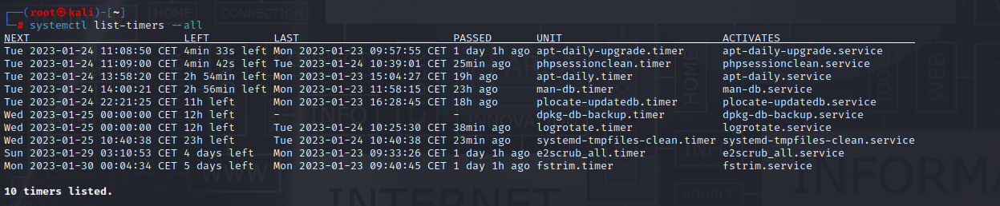 HOME CONNECTION
┌──(root㉿kali)-[~]
└─# systemctl list-timers --all
NEXT LEFT LAST PASSED UNIT ACTIVATES
Tue 2023-01-24 11:08:50 CET 4min 33s left Mon 2023-01-23 09:57:55 CET 1 day 1h ago apt-daily-upgrade.timer apt-daily-upgrade.service
Tue 2023-01-24 11:09:00 CET 4min 42s left Tue 2023-01-24 10:39:01 CET 25min ago phpsessionclean.timer phpsessionclean.service
Tue 2023-01-24 13:58:20 CET 2h 54min left Mon 2023-01-23 15:04:27 CET 19h ago apt-daily.timer apt-daily.service
Tue 2023-01-24 14:00:21 CET 2h 56min left Mon 2023-01-23 11:58:15 CET 23h ago man-db.timer man-db.service
Tue 2023-01-24 22:21:25 CET 11h left Mon 2023-01-23 16:28:45 CET 18h ago plocate-updatedb.timer plocate-updatedb.service
Wed 2023-01-25 00:00:00 CET 12h left - - dpkg-db-backup.timer dpkg-db-backup.service
Wed 2023-01-25 00:00:00 CET 12h left Tue 2023-01-24 10:25:30 CET 38min ago logrotate.timer logrotate.service
Wed 2023-01-25 10:40:38 CET 23h left Tue 2023-01-24 10:40:38 CET 23min ago systemd-tmpfiles-clean.timer systemd-tmpfiles-clean.service
Sun 2023-01-29 03:10:53 CET 4 days left Mon 2023-01-23 09:33:26 CET 1 day 1h ago e2scrub_all.timer e2scrub_all.service
Mon 2023-01-30 00:04:34 CET 5 days left Mon 2023-01-23 09:40:45 CET 1 day 1h ago fstrim.timer fstrim.service
10 timers listed.
HOME
WEB
INFO
WWW
INTERNET
SOURCE